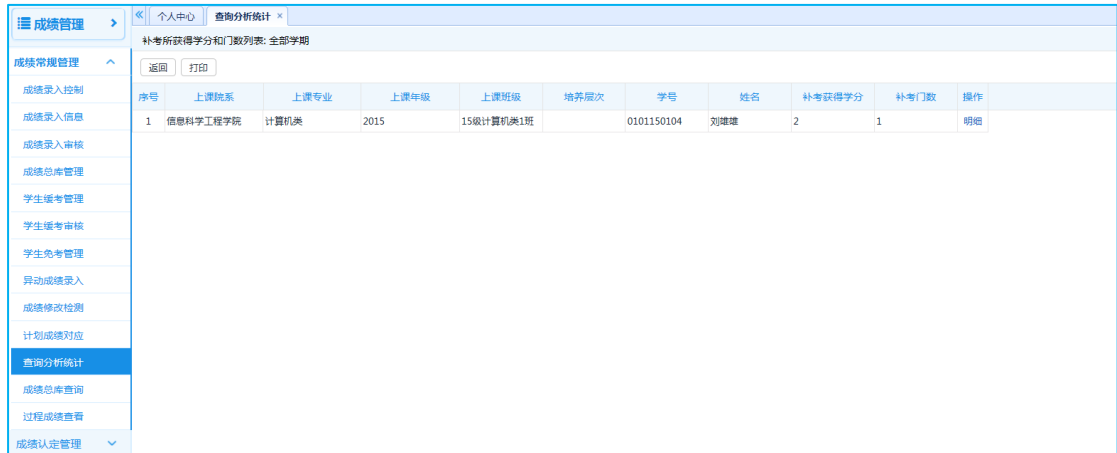 成绩管理
个人中心 查询分析统计 ×
补考所获得学分和门数列表: 全部学期
返回 打印
序号 上课院系 上课专业 上课年级 上课班级 培养层次 学号 姓名 补考获得学分 补考门数 操作
1 信息科学工程学院 计算机类 2015 15级计算机类1班 0101150104 刘雄雄 2 1 明细
成绩常规管理
成绩录入控制
成绩录入信息
成绩录入审核
成绩总库管理
学生缓考管理
学生缓考审核
学生免考管理
异动成绩录入
成绩修改检测
计划成绩对应
查询分析统计
成绩总库查询
过程成绩查看
成绩认定管理